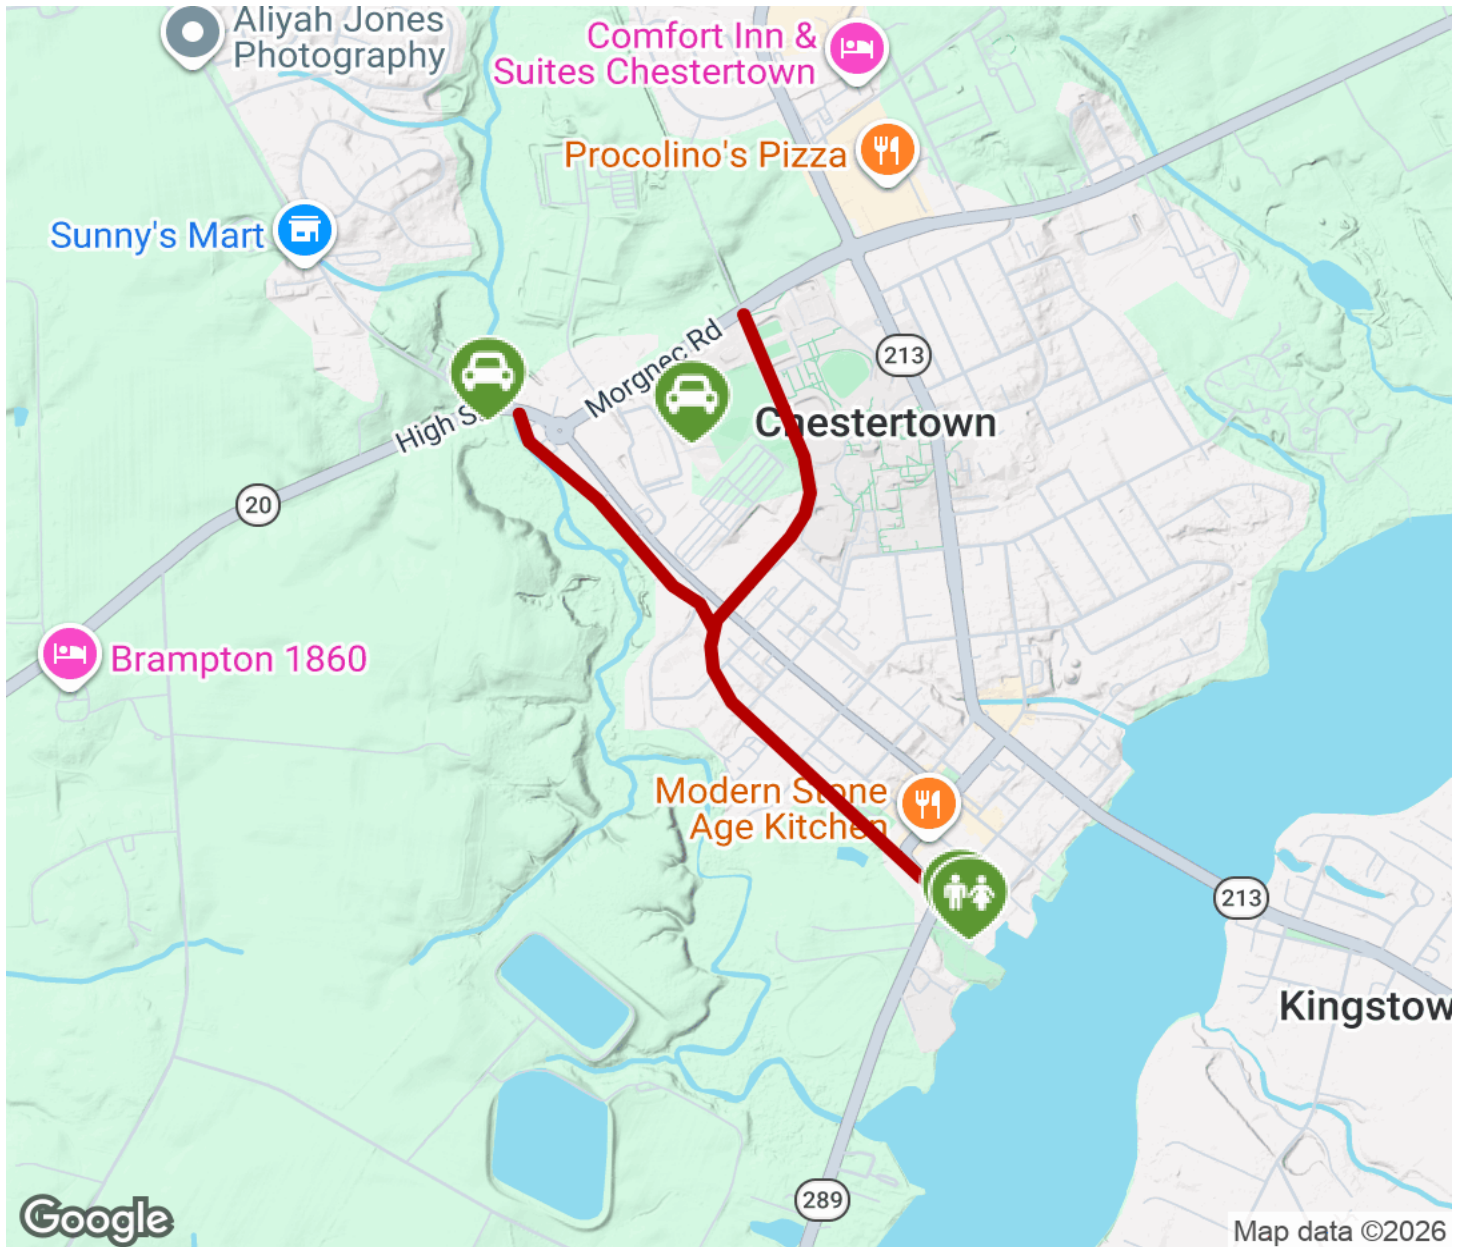 Aliyah Jones
Photography
Comfort Inn &
Suites Chestertown
Procolino's Pizza
Sunny's Mart
Morgnec Rd
213
High S
Chestertown
20
Brampton 1860
Modern Stone
Age Kitchen
213
Kingstow
289
Google
Map data ©2026